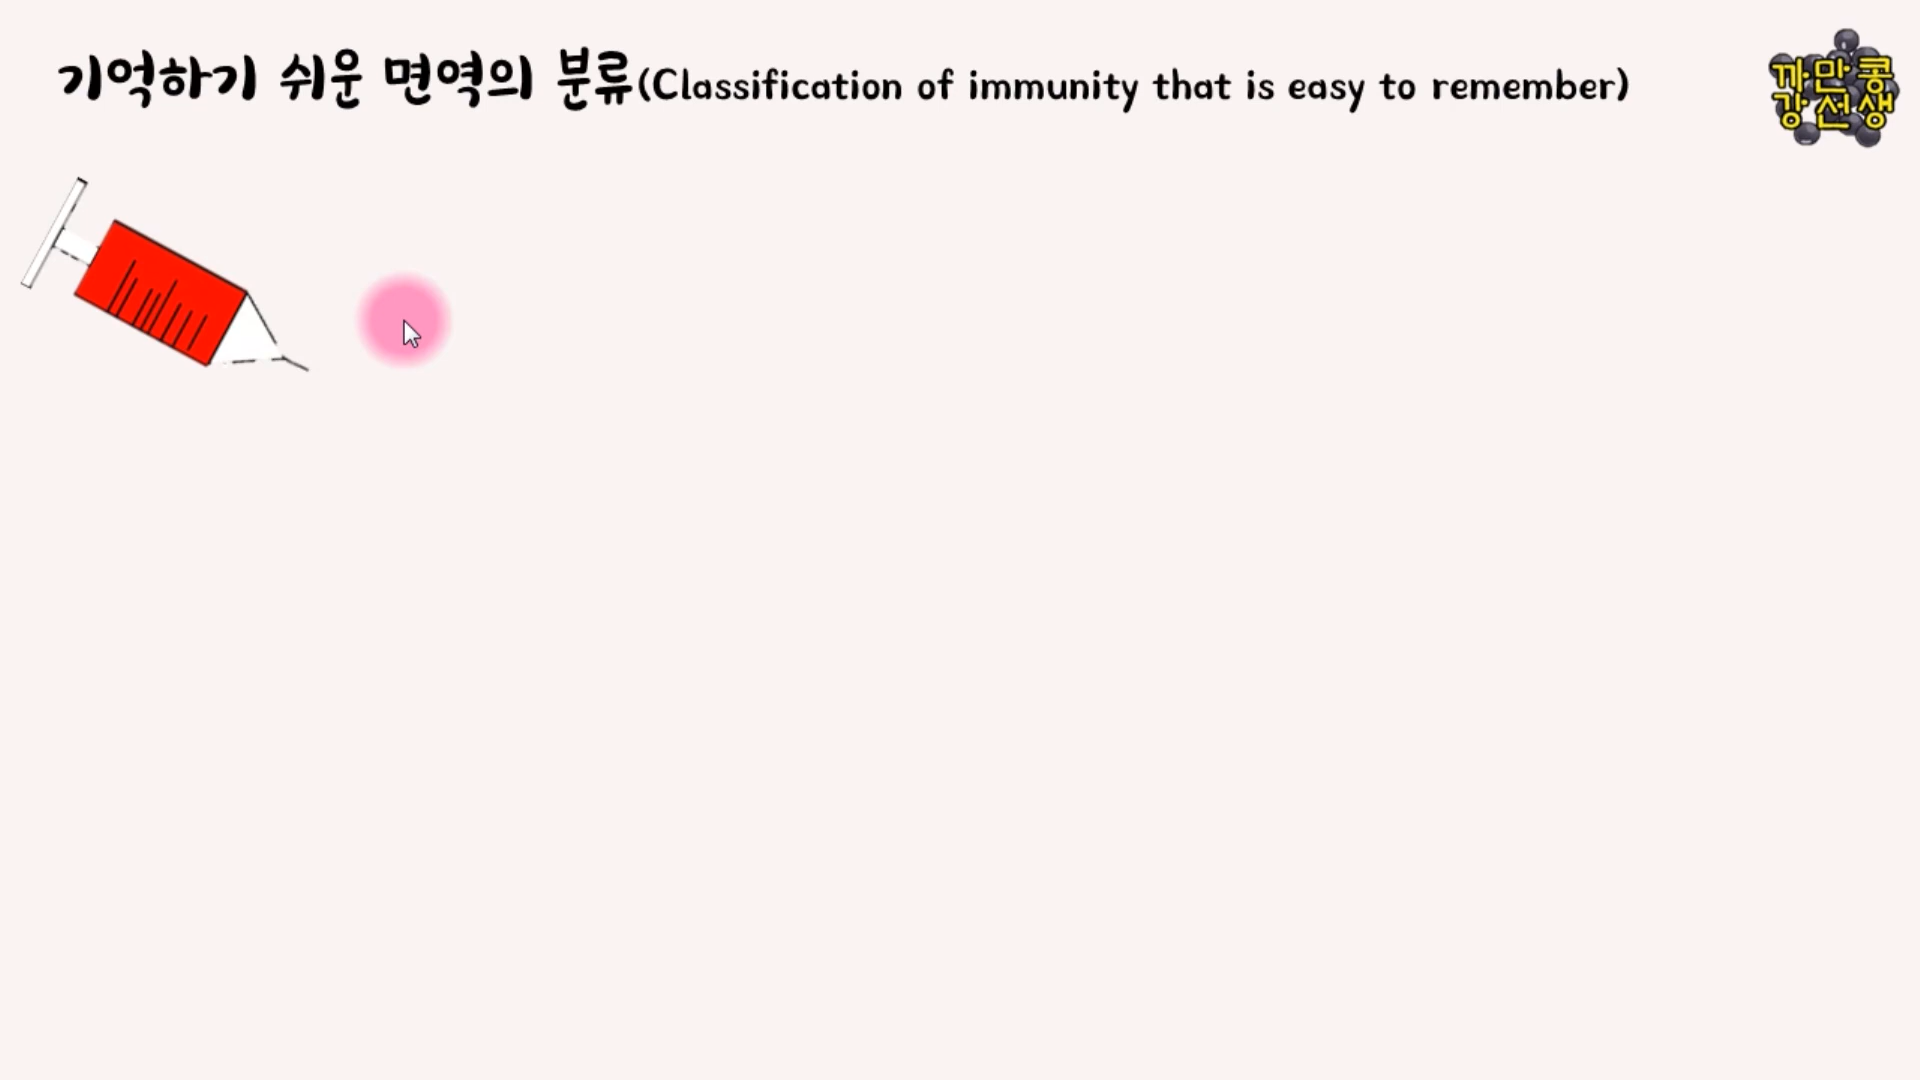 기억하기 쉬운 면역의 분류(Classification of immunity that is easy to remember)
까만콩
강선생